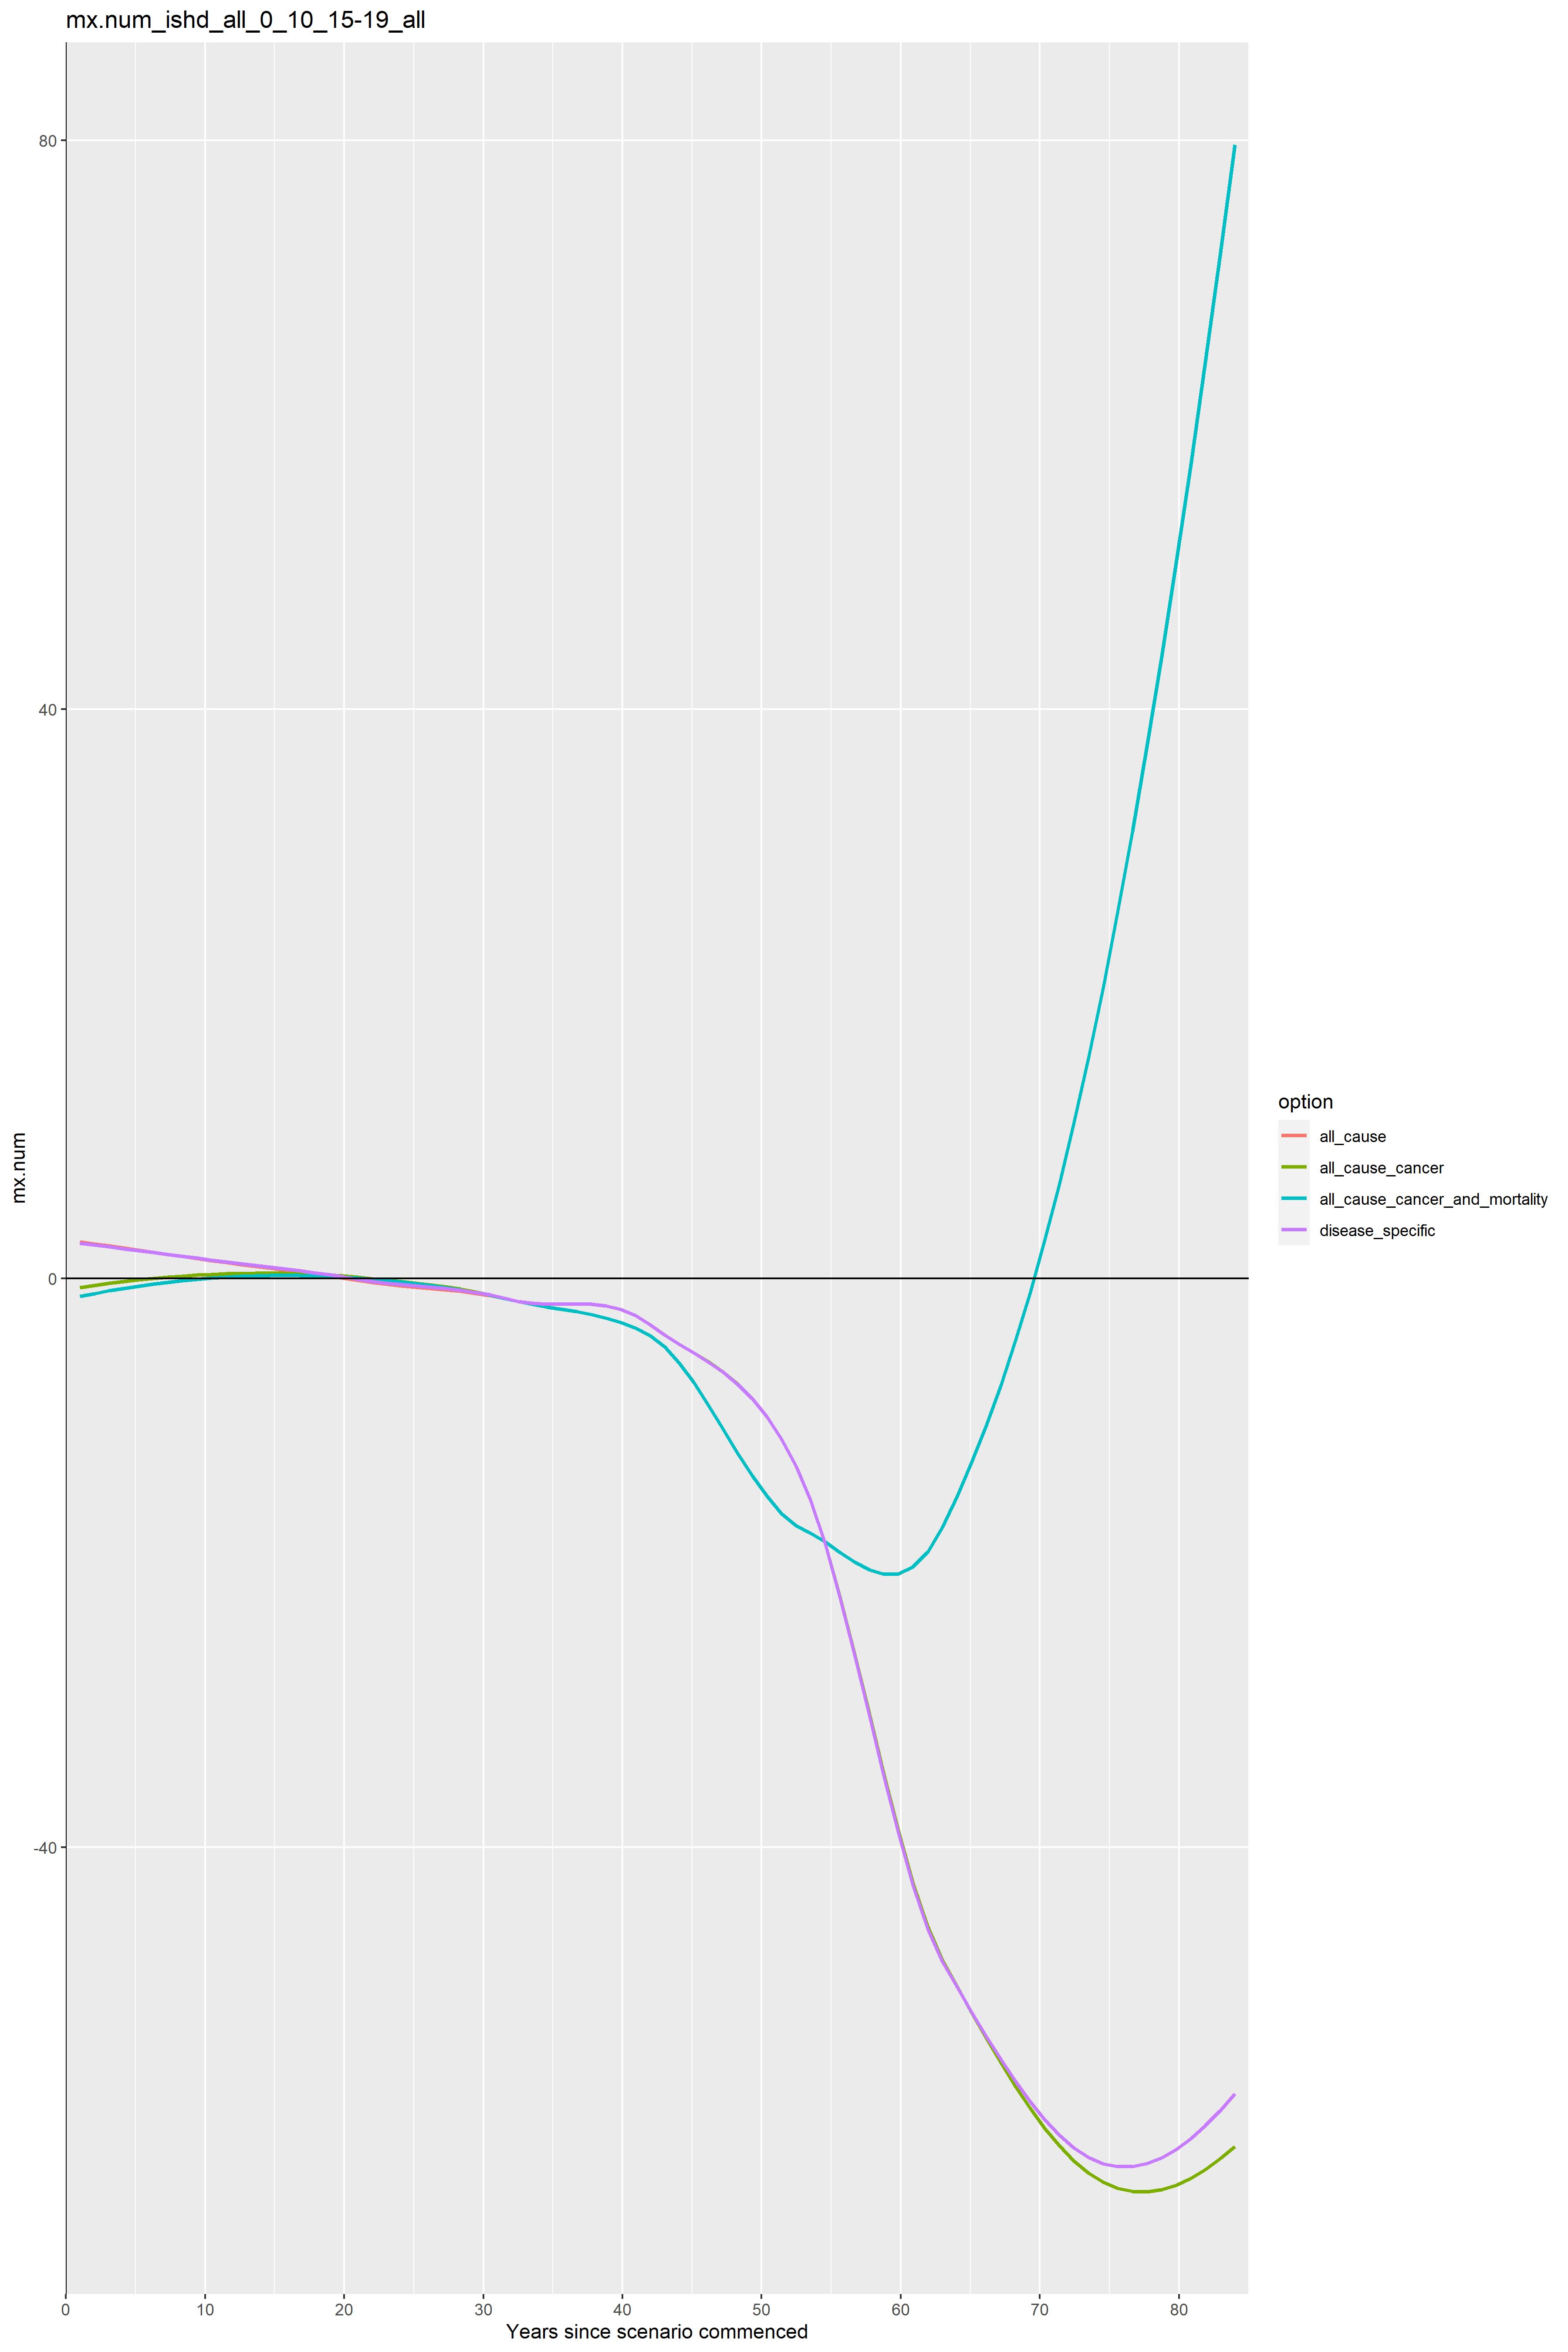 mx.num_ishd_all_0_10_15-19_all
80
40
0
-40
mx.num
0 10 20 30 40 50 60 70 80
Years since scenario commenced
option
all_cause
all_cause_cancer
all_cause_cancer_and_mortality
disease_specific